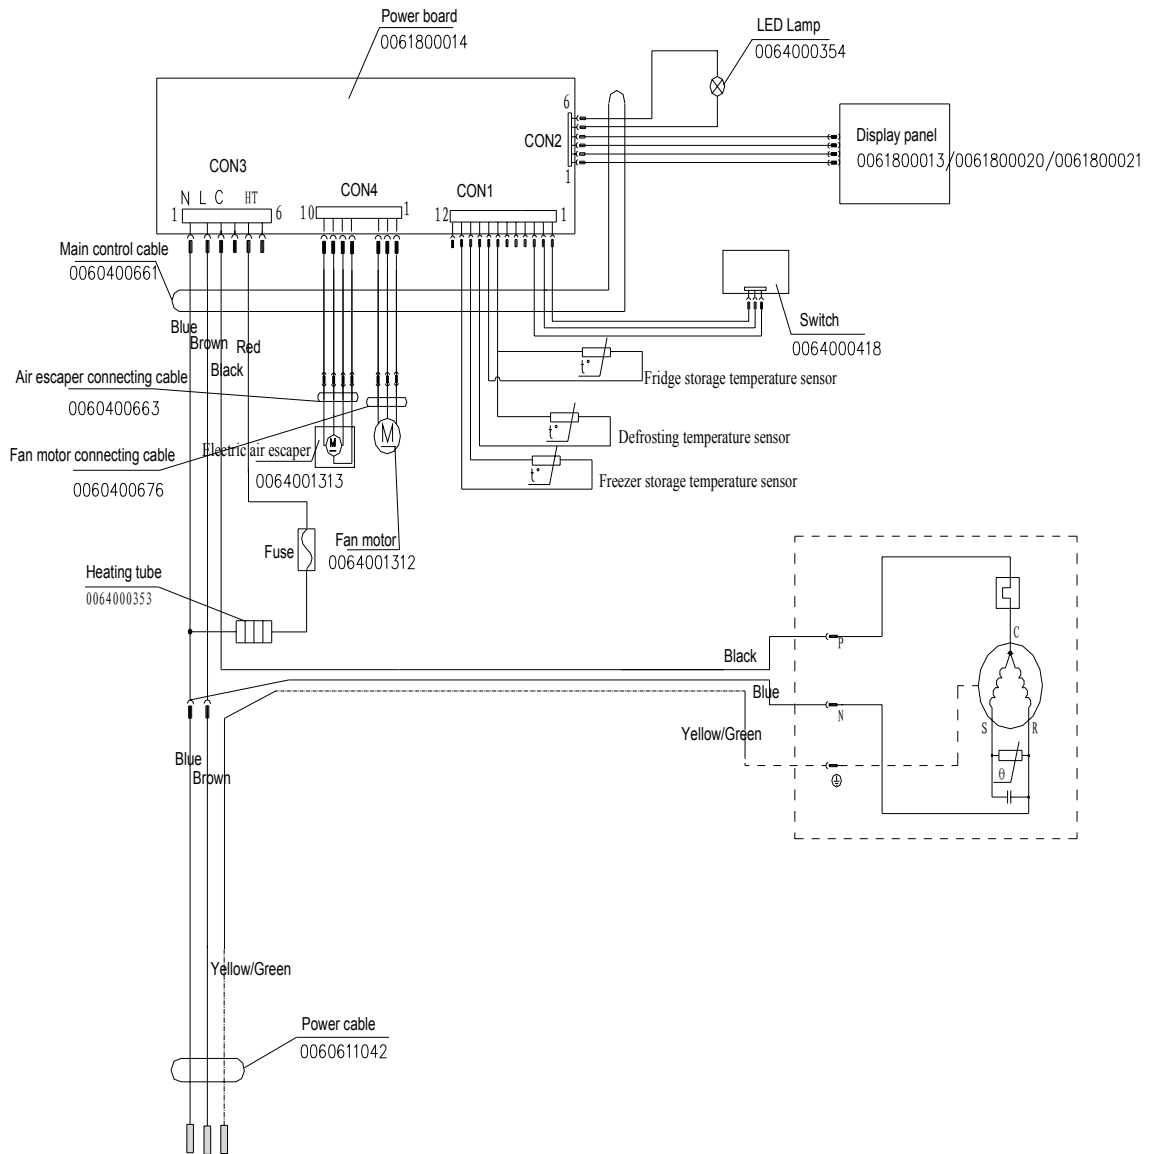 Power board
0061800014
LED Lamp
0064000354
6
CON2
1
Display panel
0061800013/0061800020/0061800021
CON3
N L C HT
1 6
CON4
10 1
CON1
12 1
Main control cable
0060400661
Switch
0064000418
Blue
Brown
Red
Black
t°
Fridge storage temperature sensor
Air escaper connecting cable
0060400663
t°
Defrosting temperature sensor
M
M
Electric air escaper
0064001313
Fan motor connecting cable
0060400676
t°
Freezer storage temperature sensor
Fan motor
0064001312
Fuse
Heating tube
0064000353
C
P
Black
Blue
N
S R
Yellow/Green
θ
Blue
Brown
Yellow/Green
Power cable
0060611042